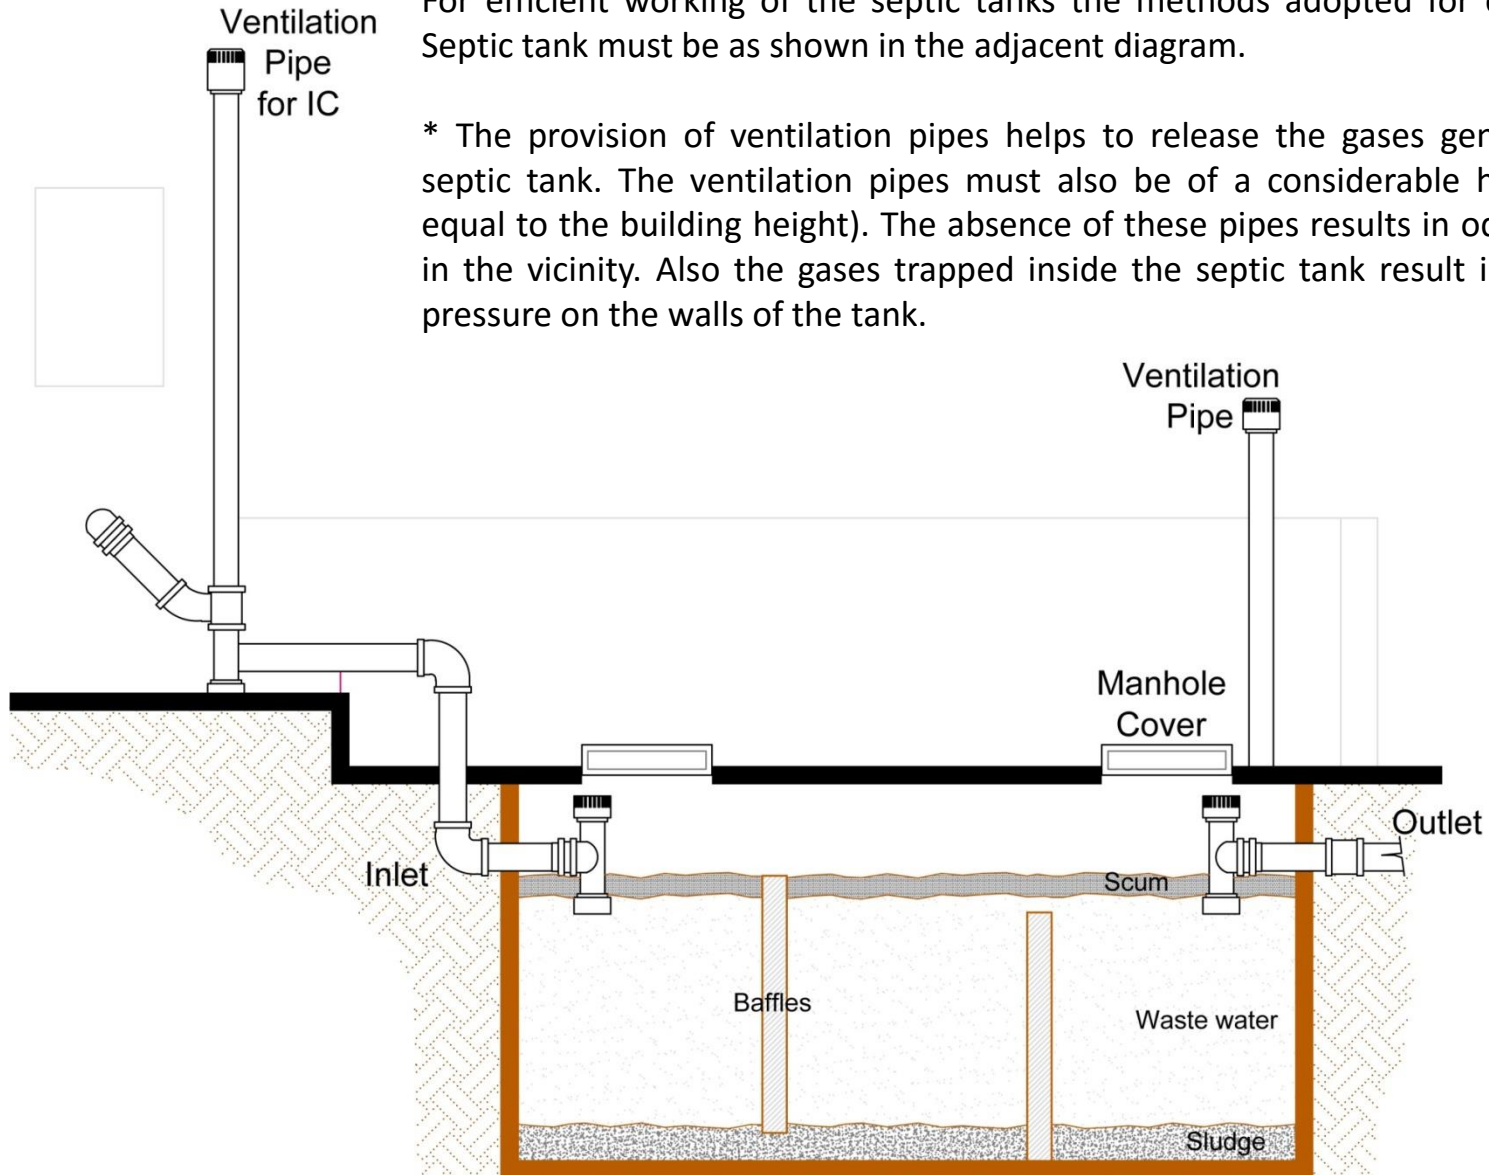 For efficient working of the septic tanks the methods adopted for
Septic tank must be as shown in the adjacent diagram.
* The provision of ventilation pipes helps to release the gases
septic tank. The ventilation pipes must also be of a considerable
equal to the building height). The absence of these pipes results in
in the vicinity. Also the gases trapped inside the septic tank result
pressure on the walls of the tank.
Ventilation
Pipe
for IC
Ventilation
Pipe
Manhole
Cover
Outlet
Inlet
Scum
Baffles
Waste water
Sludge